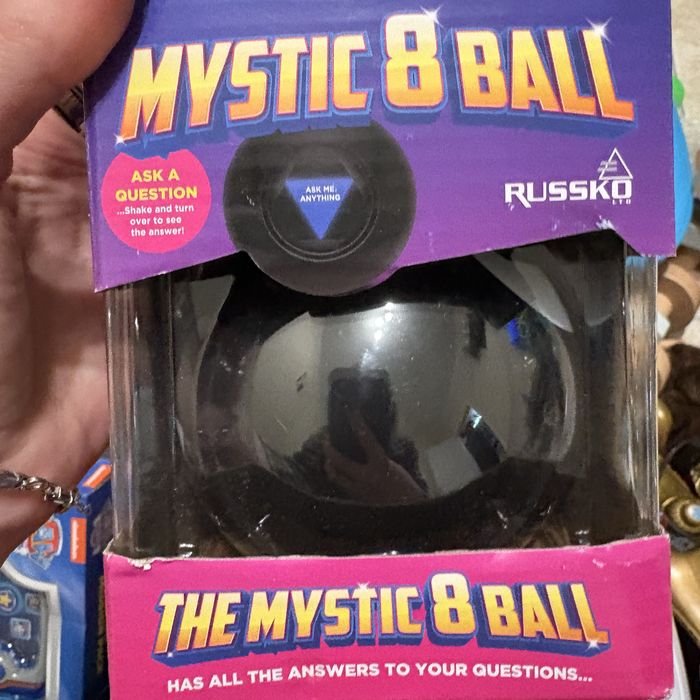 MYSTIC 8 BALL
ASK A
QUESTION
...Shake and turn
over to see
the answer!
ASK ME
ANYTHING
RUSSKO
LTD
THE MYSTIC 8 BALL
HAS ALL THE ANSWERS TO YOUR QUESTIONS...